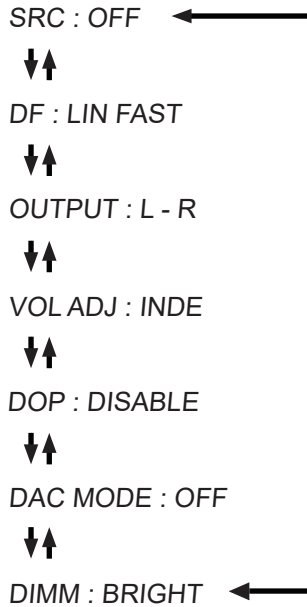 SRC : OFF
DF : LIN FAST
OUTPUT : L - R
VOL ADJ : INDE
DOP : DISABLE
DAC MODE : OFF
DIMM : BRIGHT